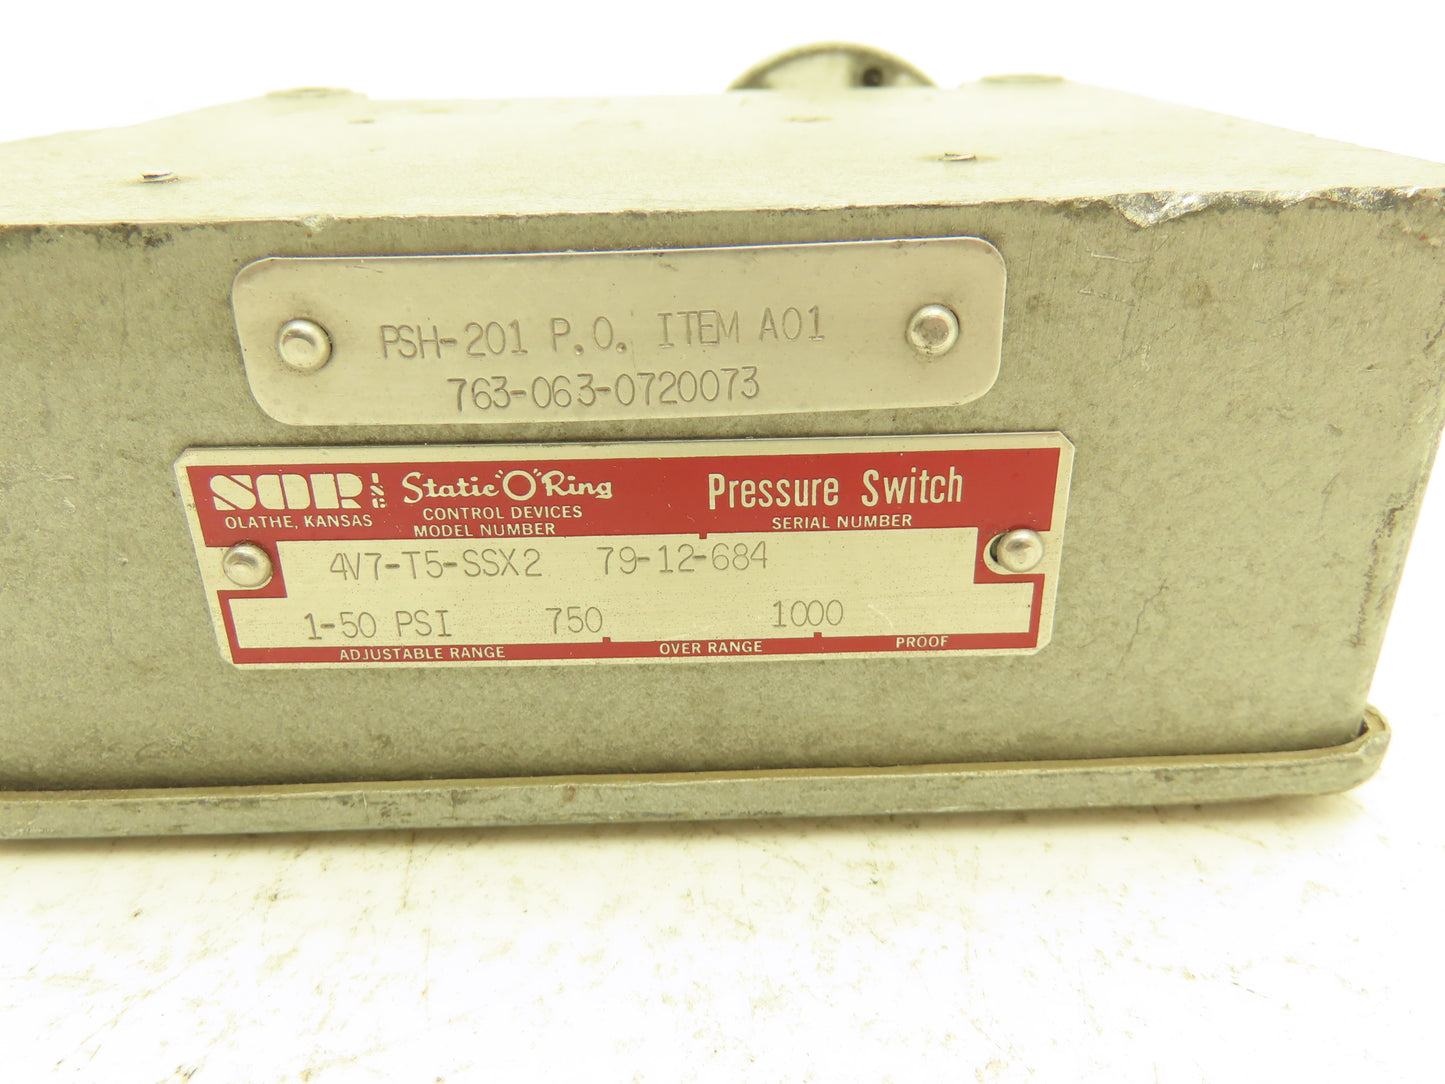 PSH-201 P.O. ITEM A01
763-063-0720073
SOR INC Static "O" Ring Pressure Switch
OLATHE, KANSAS CONTROL DEVICES
MODEL NUMBER SERIAL NUMBER
4V7-T5-SSX2 79-12-684
1-50 PSI 750 1000
ADJUSTABLE RANGE OVER RANGE PROOF